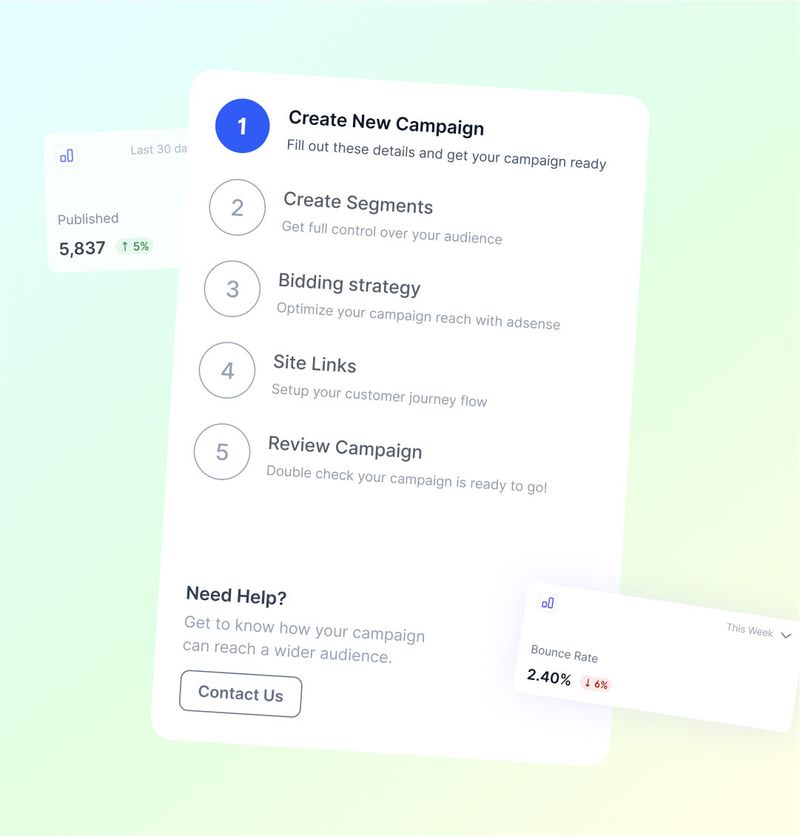 Last 30 da
Published
5,837 ↑ 5%
1
Create New Campaign
Fill out these details and get your campaign ready
2
Create Segments
Get full control over your audience
3
Bidding strategy
Optimize your campaign reach with adsense
4
Site Links
Setup your customer journey flow
5
Review Campaign
Double check your campaign is ready to go!
Need Help?
Get to know how your campaign
can reach a wider audience.
Contact Us
This Week
Bounce Rate
2.40% ↓ 6%